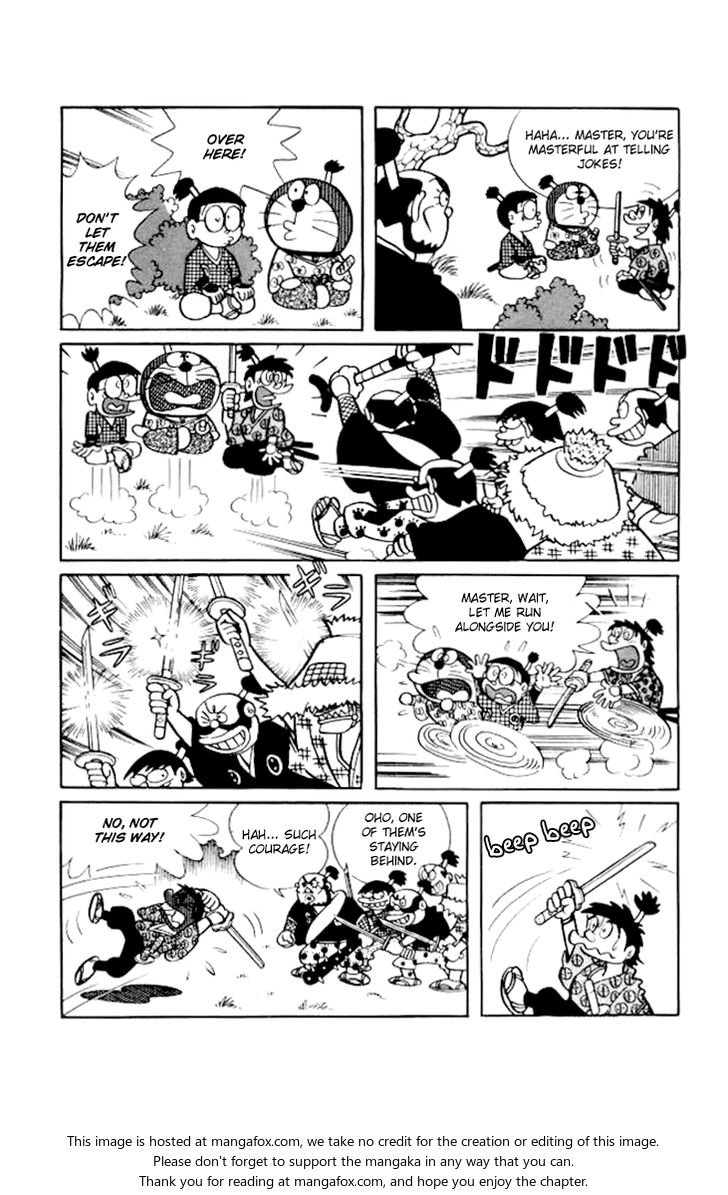 OVER
HERE!
DON'T
LET
THEM
ESCAPE!
HAHA... MASTER, YOU'RE
MASTERFUL AT TELLING
JOKES!
ドドドド
ギラ
ギラ
ギラ
MASTER, WAIT,
LET ME RUN
ALONGSIDE YOU!
NO, NOT
THIS WAY!
HAH... SUCH
COURAGE!
OHO, ONE
OF THEM'S
STAYING
BEHIND.
beep beep
This image is hosted at mangafox.com, we take no credit for the creation or editing of this image.
Please don't forget to support the mangaka in any way that you can.
Thank you for reading at mangafox.com, and hope you enjoy the chapter.